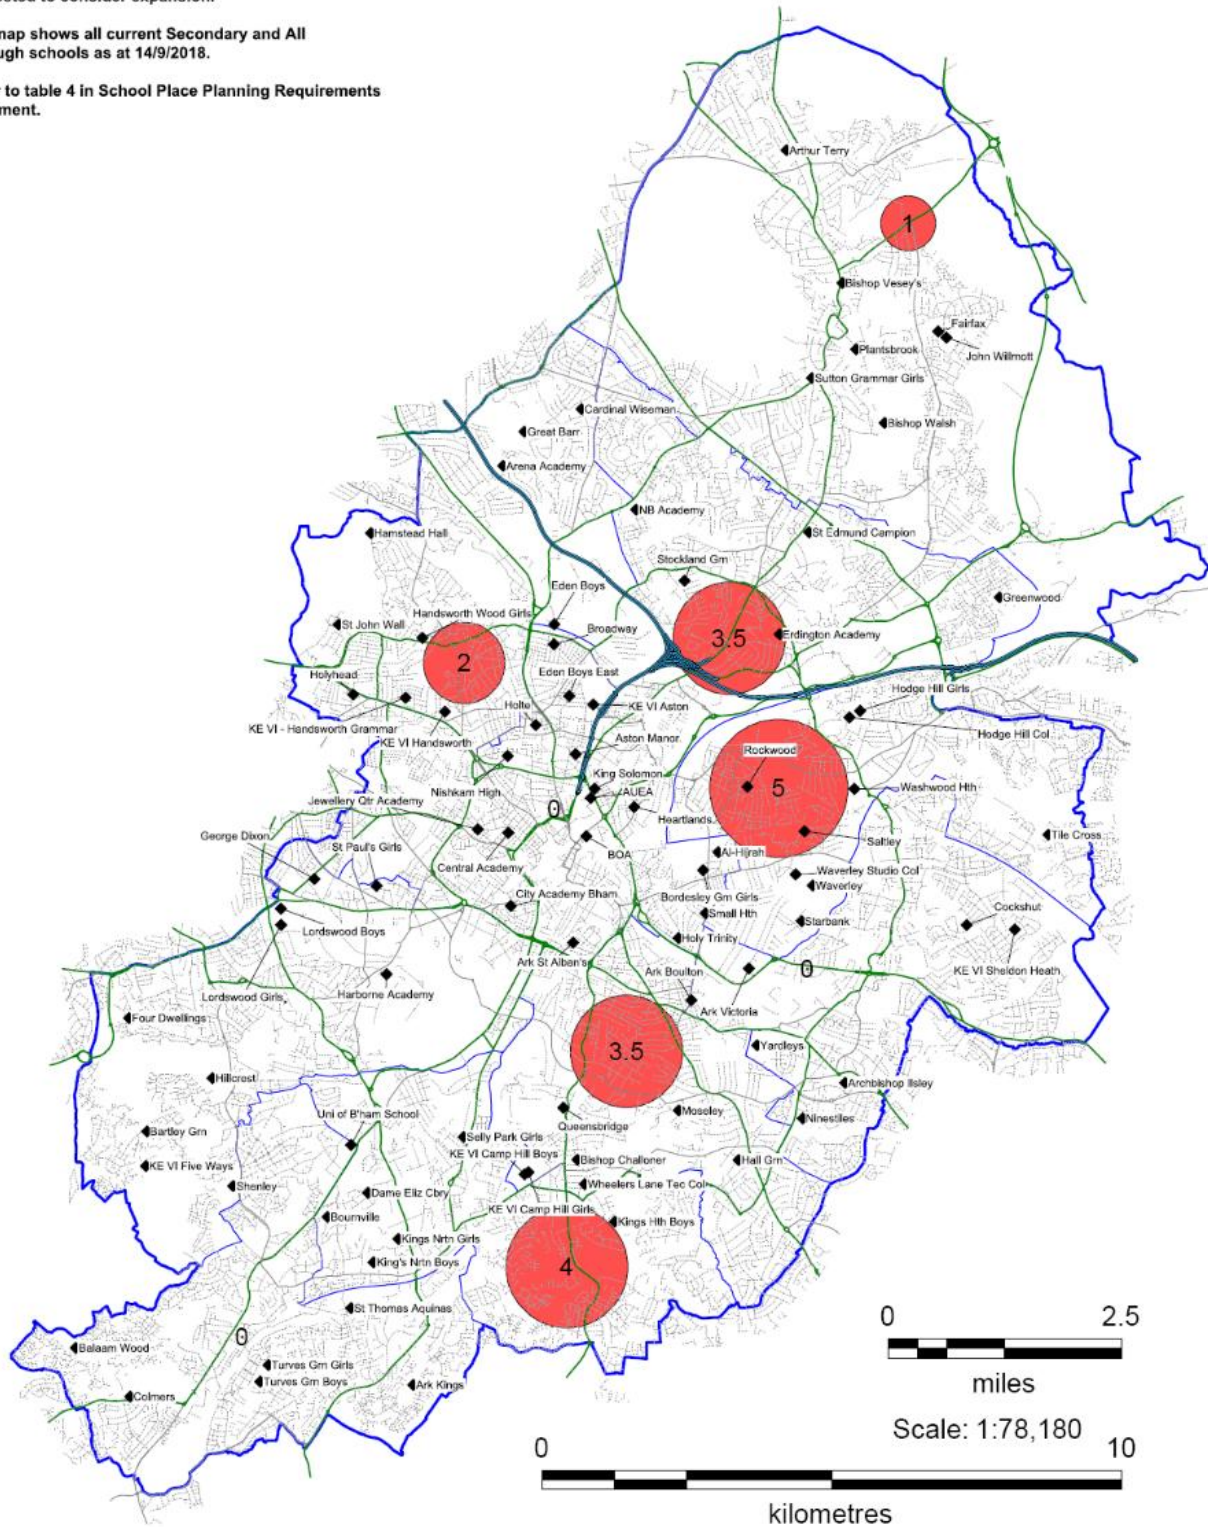 to consider expansion.
map shows all current Secondary and All
ugh schools as at 14/9/2018.
to table 4 in School Place Planning Requirements
ment.
Arthur Terry
1
Bishop Vesey's
Fairfax
John Willmott
Plantsbrook
Sutton Grammar Girls
Cardinal Wiseman
Bishop Walsh
Great Barr
Arena Academy
NB Academy
Hamstead Hall
St Edmund Campion
Stockland Grn
Eden Boys
Greenwood
Handsworth Wood Girls
St John Wall
Broadway
3.5
Erdington Academy
2
Holyhead
Eden Boys East
Hodge Hill Girls
KE VI Aston
Holte
KE VI - Handsworth Grammar
KE VI Handsworth
Hodge Hill Col
Aston Manor
Rockwood
King Solomon
5
Washwood Hth
Nishkam High
AUEA
Jewellery Qtr Academy
0
Heartlands
George Dixon
Tile Cross
St Paul's Girls
Saltley
BOA
Al-Hijrah
Central Academy
Waverley Studio Col
Waverley
City Academy Bham
Bordesley Grn Girls
Cockshut
Small Hth
Starbank
Lordswood Boys
Holy Trinity
Ark St Alban's
Ark Boulton
0
KE VI Sheldon Heath
Lordswood Girls
Harborne Academy
Ark Victoria
Four Dwellings
Yardleys
3.5
Hillcrest
Archbishop Ilsley
Uni of B'ham School
Moseley
Ninestiles
Queensbridge
Bartley Grn
Selly Park Girls
KE VI Camp Hill Boys
Bishop Challoner
Hall Grn
KE VI Five Ways
Shenley
Dame Eliz Cbry
Wheelers Lane Tec Col
KE VI Camp Hill Girls
Bournville
Kings Hth Boys
Kings Nrtn Girls
King's Nrtn Boys
4
St Thomas Aquinas
0
0 2.5
Balaam Wood
Turves Grn Girls
Turves Grn Boys
miles
Colmers
Ark Kings
Scale: 1:78,180
0 10
kilometres